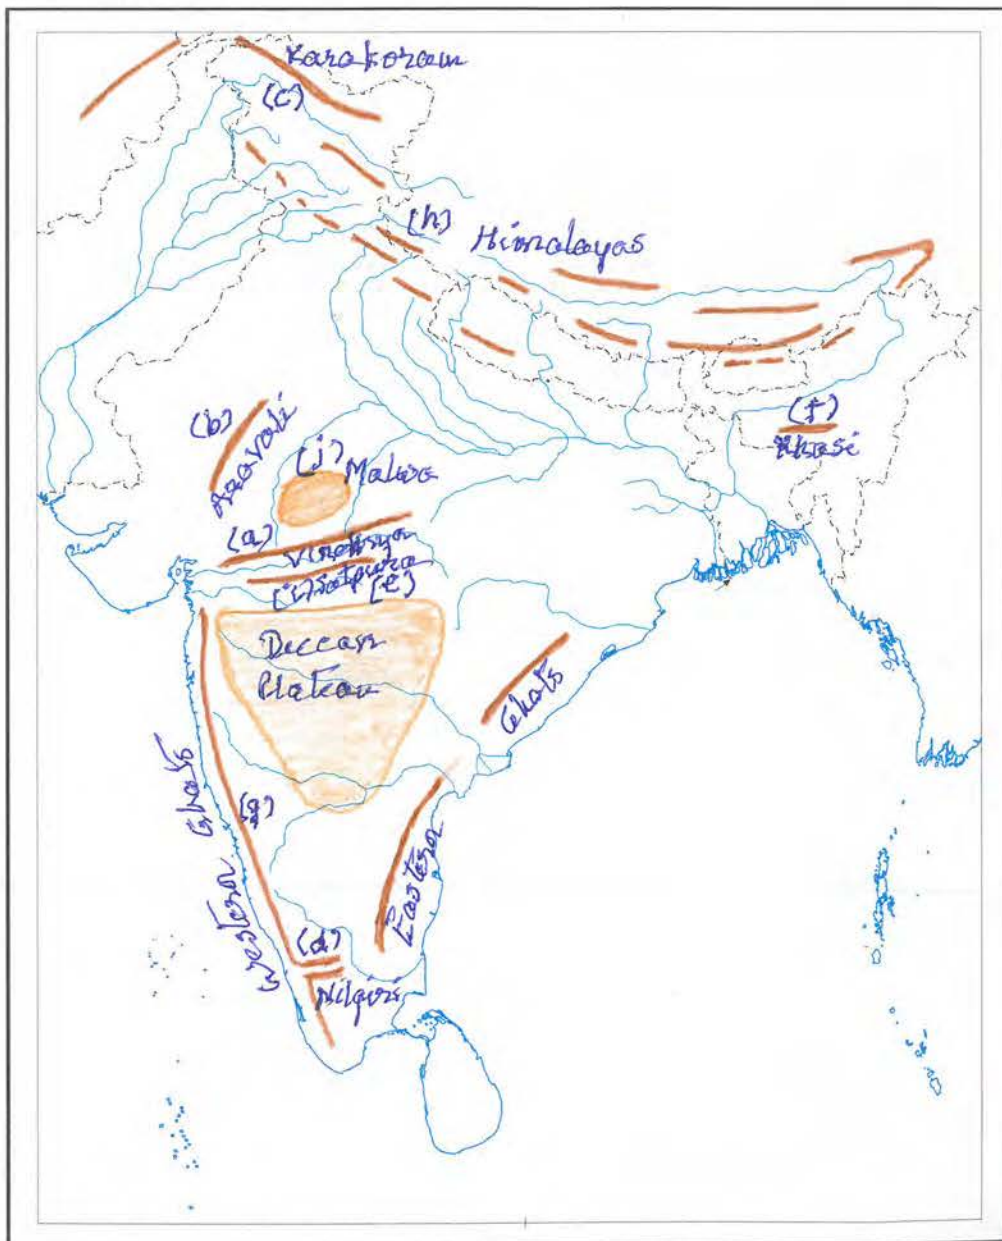 Karakoram
(c)
(h)
Himalayas
(b)
Aravali
(f)
Khasi
(j)
Malwa
(a)
Vindhya
(i) Satpura
(e)
Deccan
Plateau
Ghats
Western Ghats
(g)
Eastern
(d)
Nilgiri